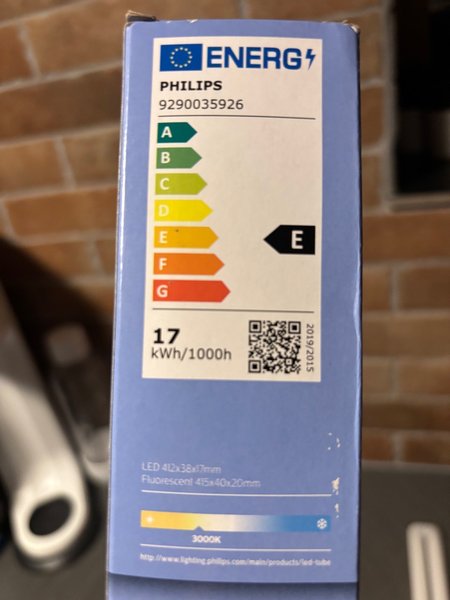 ENERG
PHILIPS
9290035926
A
B
C
D
E
E
F
G
17
kWh/1000h
2019/2015
LED 412x38x17mm
Fluorescent 415x40x20mm
3000K
http://www.lighting.philips.com/main/products/led-tube